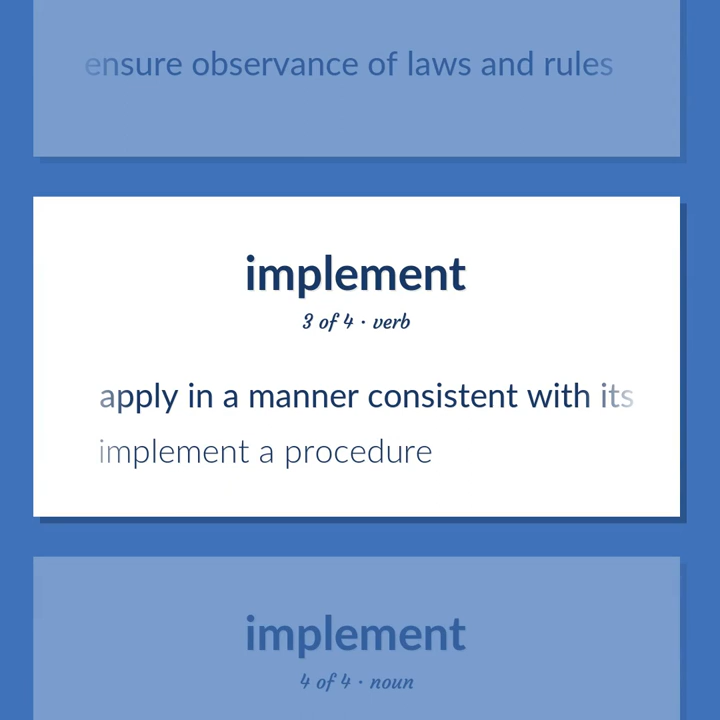 ensure observance of laws and rules
implement
3 of 4 · verb
apply in a manner consistent with its
implement a procedure
implement
4 of 4 · noun